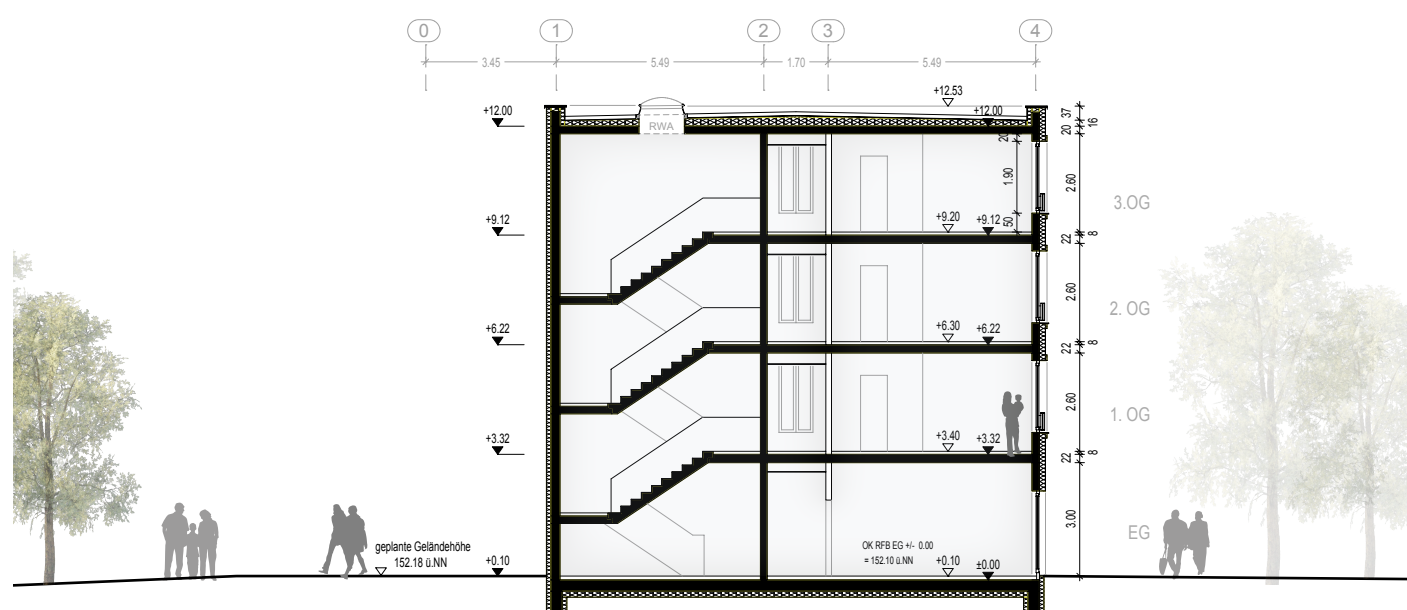 0 1 2 3 4
3.45 5.49 1.70 5.49
+12.53
+12.00 RWA +12.00
37
16
20
20
1.90
2.60
50
3.OG
+9.12 +9.20 +9.12
22 8
2.60
2. OG
+6.22 +6.30 +6.22
22 8
2.60
1. OG
+3.32 +3.40 +3.32
22 8
3.00
EG
geplante Geländehöhe
152.18 ü.NN
+0.10
OK RFB EG +/- 0.00
= 152.10 ü.NN
+0.10 ±0.00